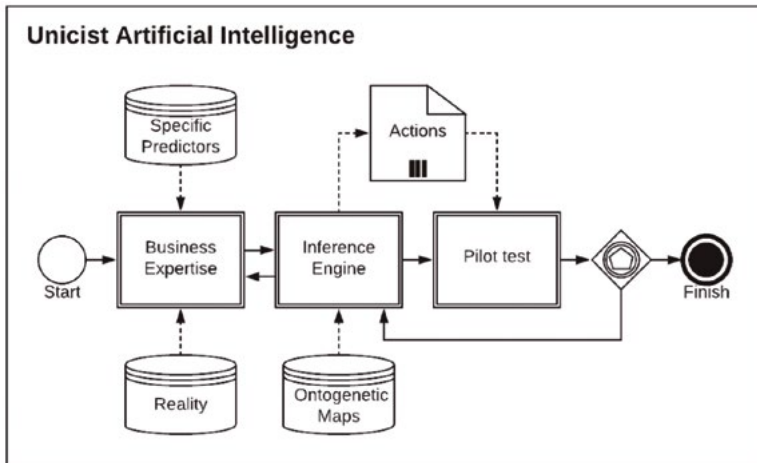 Unicist Artificial Intelligence
Specific
Predictors
Actions
Start
Business
Expertise
Inference
Engine
Pilot test
Finish
Reality
Ontogenetic
Maps